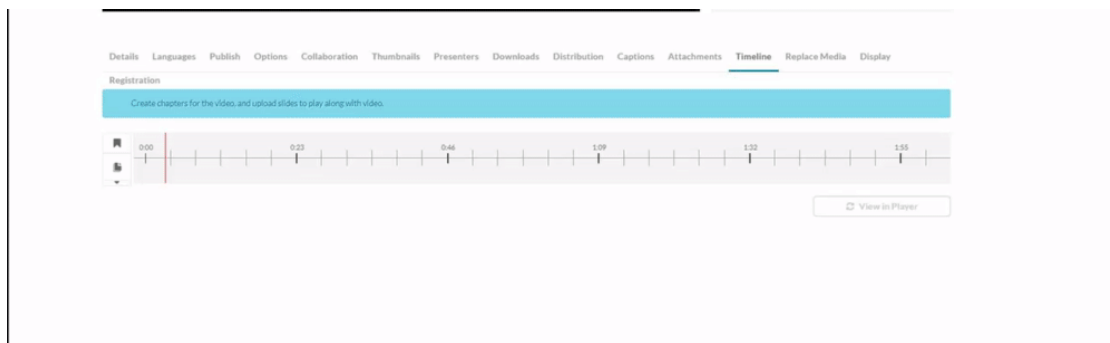 Details Languages Publish Options Collaboration Thumbnails Presenters Downloads Distribution Captions Attachments Timeline Replace Media Display
Registration
Create chapters for the video, and upload slides to play along with video.
0:00 0:23 0:46 1:09 1:32 1:55
View in Player